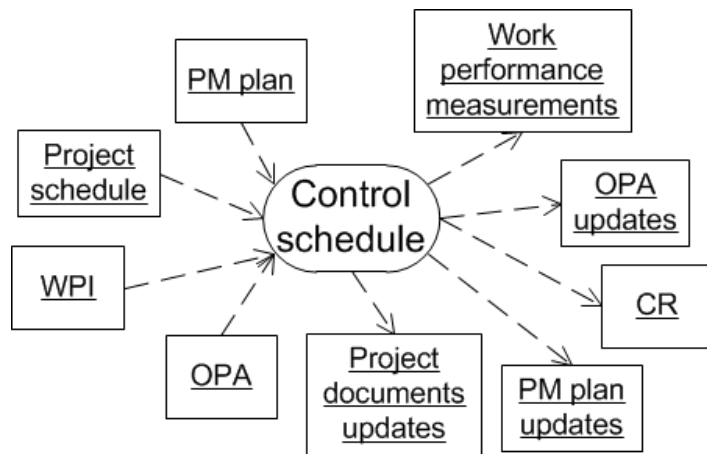 PM plan
Work
performance
measurements
Project
schedule
Control
schedule
OPA
updates
WPI
CR
OPA
Project
documents
updates
PM plan
updates